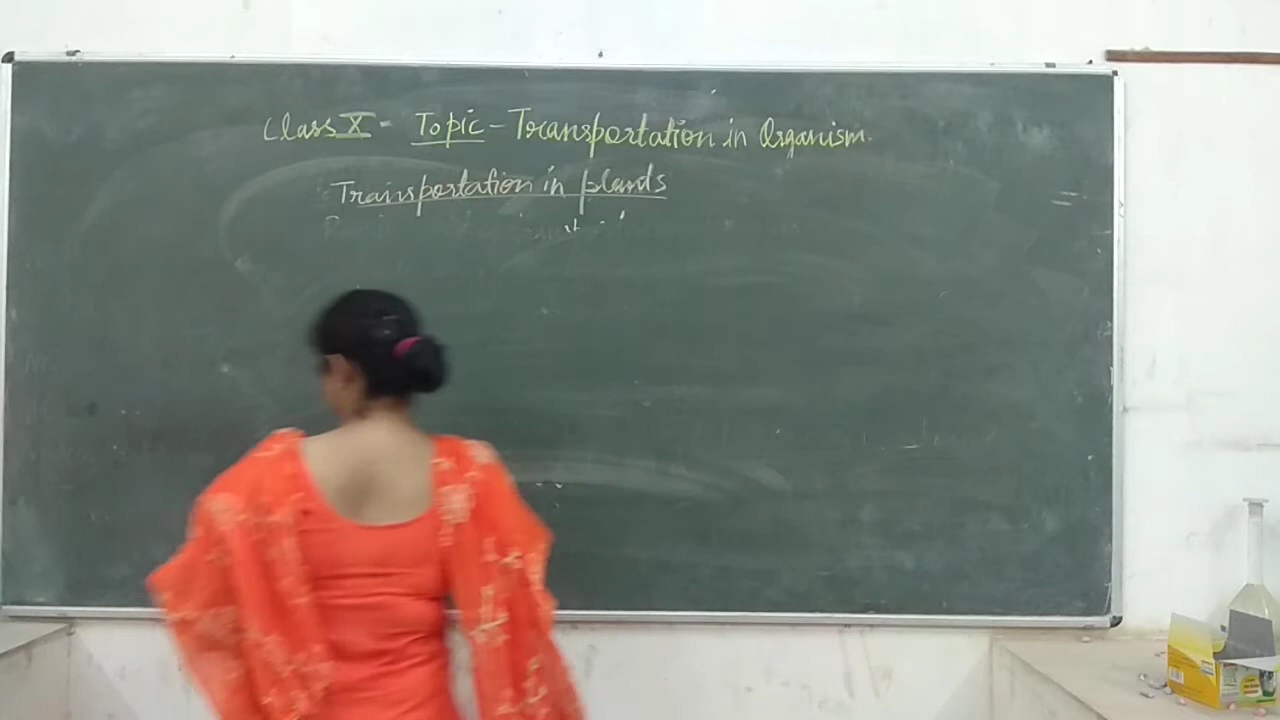 Class X - Topic - Transportation in Organism.
Transportation in plants